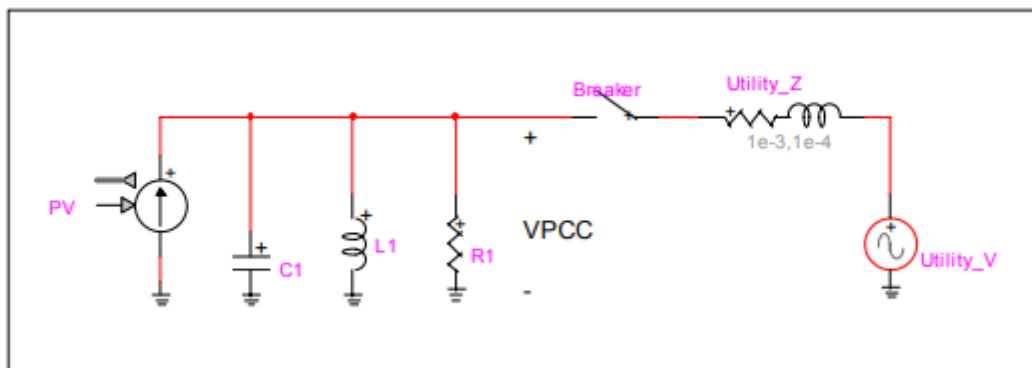 Breaker
Utility_Z
+
1e-3,1e-4
PV
C1
L1
R1
VPCC
-
Utility_V